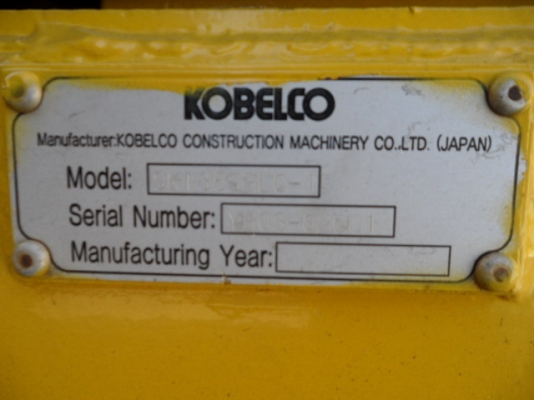 KOBELCO
Manufacturer:KOBELCO CONSTRUCTION MACHINERY CO.,LTD. (JAPAN)
Model:
Serial Number:
Manufacturing Year: